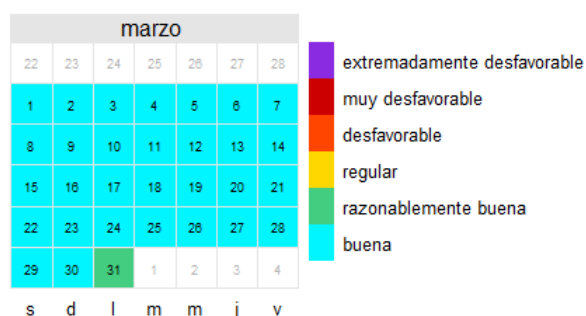 marzo
22 23 24 25 26 27 28
1 2 3 4 5 6 7
8 9 10 11 12 13 14
15 16 17 18 19 20 21
22 23 24 25 26 27 28
29 30 31 1 2 3 4
s d l m m j v
extremadamente desfavorable
muy desfavorable
desfavorable
regular
razonablemente buena
buena